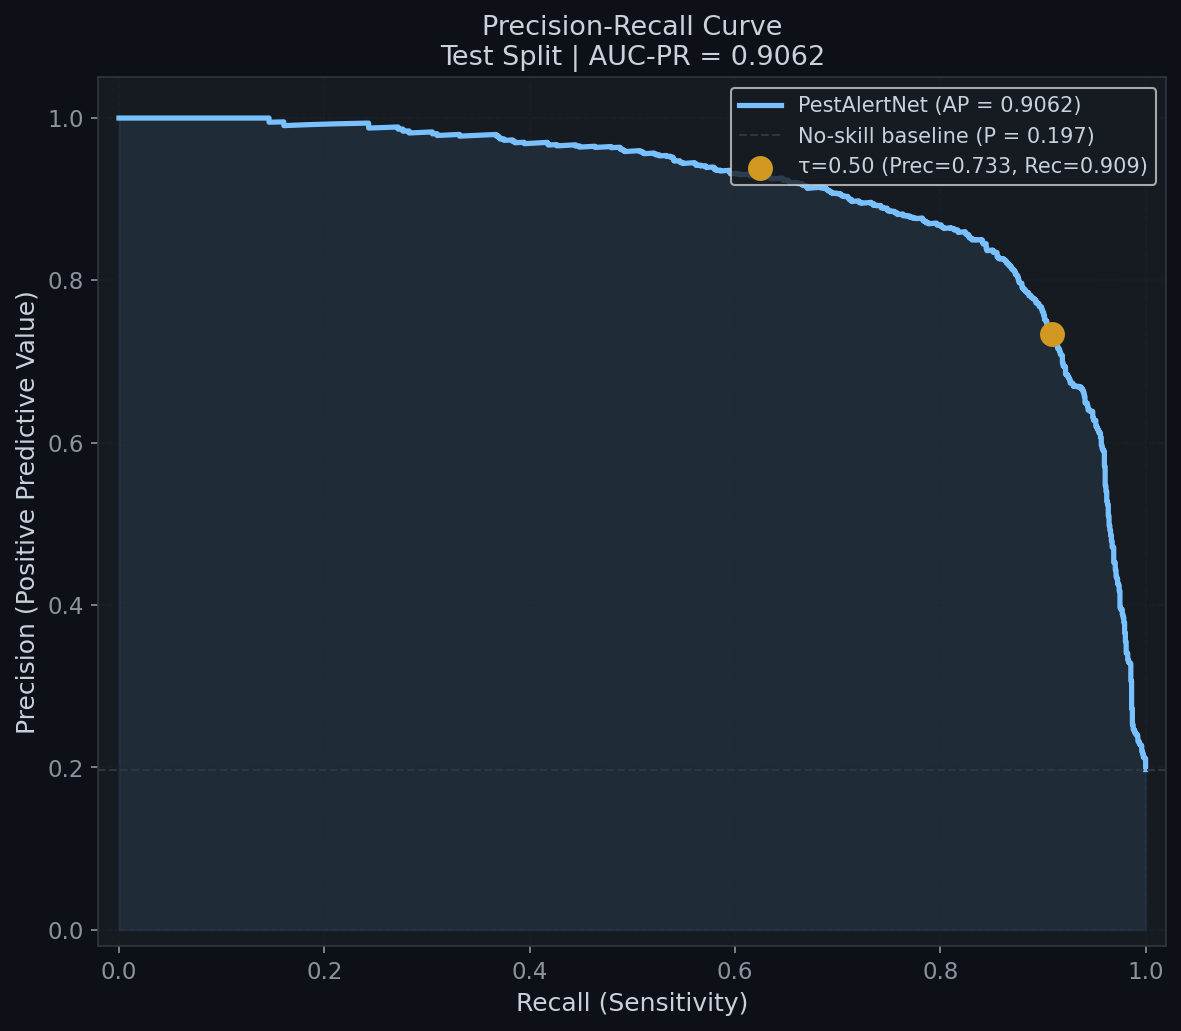 Precision-Recall Curve
Test Split | AUC-PR = 0.9062
PestAlertNet (AP = 0.9062)
No-skill baseline (P = 0.197)
τ=0.50 (Prec=0.733, Rec=0.909)
Precision (Positive Predictive Value)
1.0
0.8
0.6
0.4
0.2
0.0
0.0 0.2 0.4 0.6 0.8 1.0
Recall (Sensitivity)